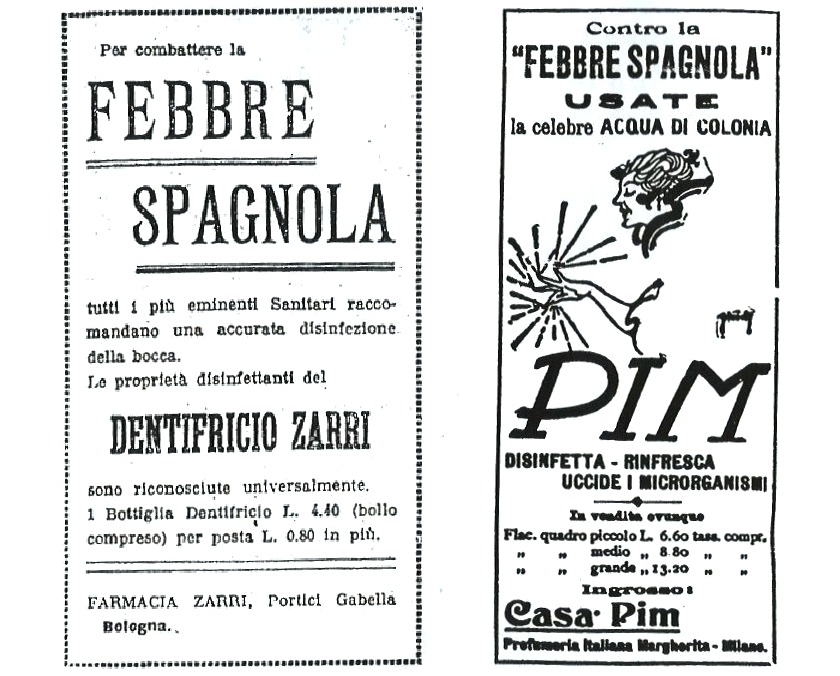 Per combattere la
FEBBRE
SPAGNOLA
tutti i più eminenti Sanitari racco-
mandano una accurata disinfezione
della bocca.
Le proprietà disinfettanti del
DENTIFRICIO ZARRI
sono riconosciute universalmente.
1 Bottiglia Dentifricio L. 4.40 (bollo
compreso) per posta L. 0.80 in più.
FARMACIA ZARRI, Portici Gabella
Bologna.
Contro la
"FEBBRE SPAGNOLA"
USATE
la celebre ACQUA DI COLONIA
PIM
DISINFETTA - RINFRESCA
UCCIDE I MICRORGANISMI
In vendita ovunque
Flac. quadro piccolo L. 6.60 tass. compr.
„ „ medio „ 8.80 „ „
„ „ grande „ 13.20 „ „
Ingrosso:
Casa Pim
Profumeria Italiana Margherita - Milano.